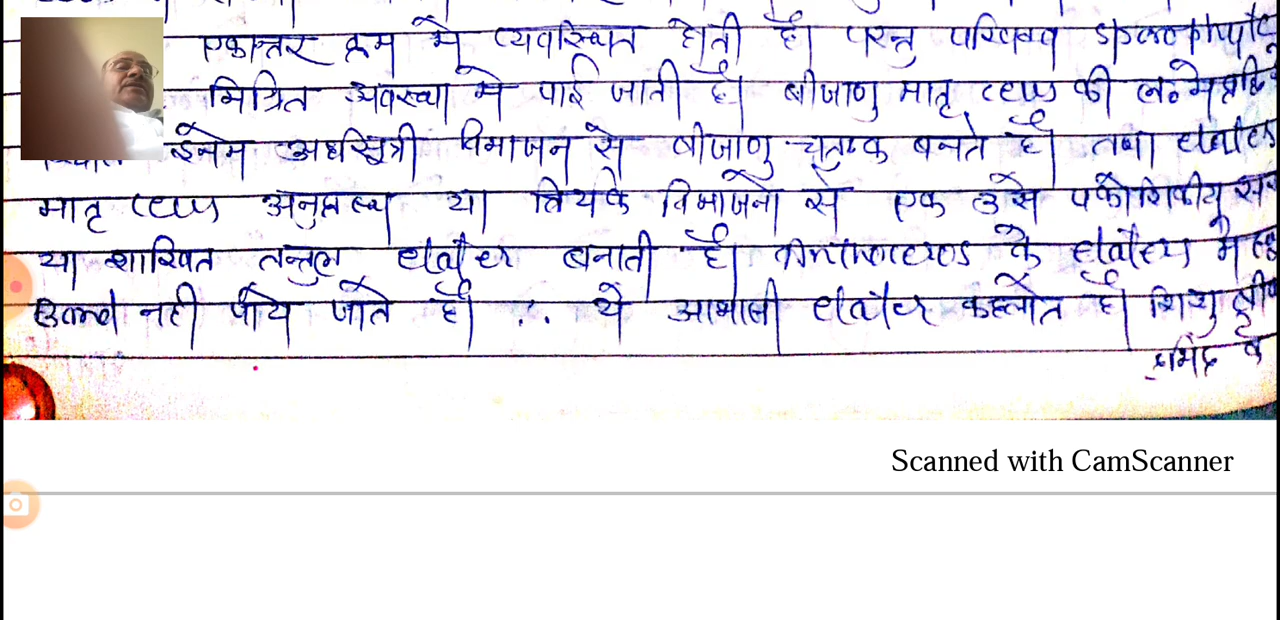 एकान्तर क्रम में व्यवस्थित होती है। परन्तु परिपक्व sporophyte
मिश्रित अवस्था में पाई जाती है। बीजाणु मातृ cells की
इनमें अर्धसूत्री विभाजन से बीजाणु चतुष्क बनते है। तथा elaters
मातृ cells अनुप्रस्थ या तिर्यक विभाजनो से एक से
या शाखित तन्तुल elater बनाती है। Anthoceros के elaters में
नही पाये जाते है। ∴ ये आभासी elater कहलाते है। शिशु
Scanned with CamScanner